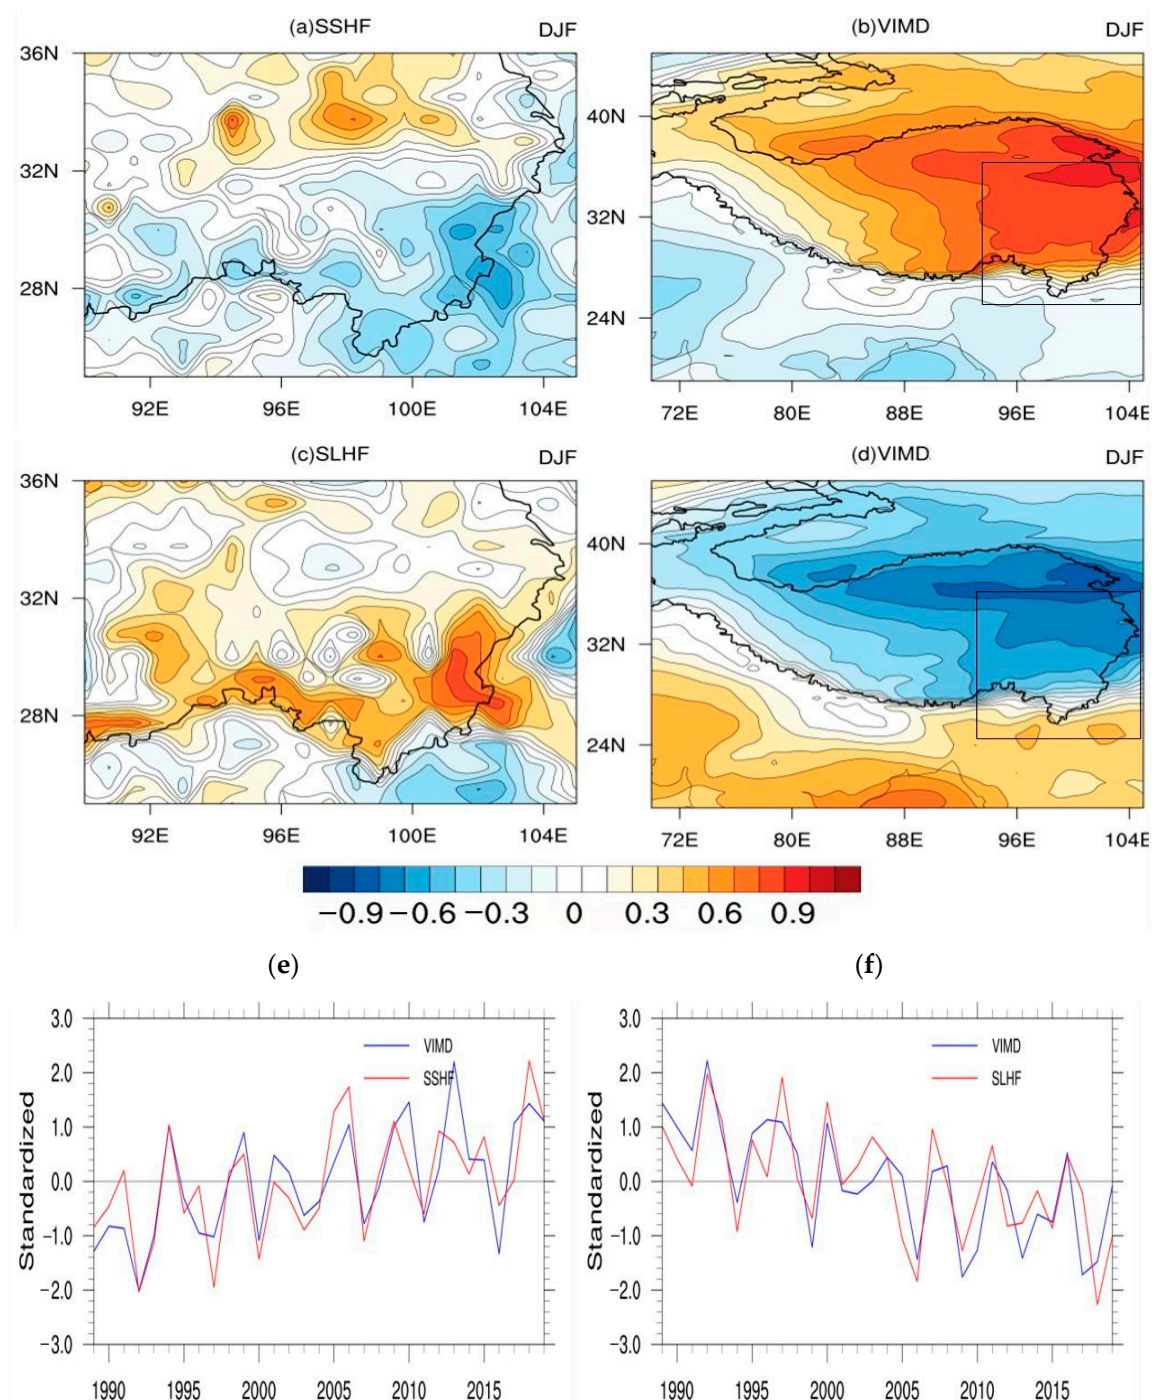 (a)SSHF DJF
36N
32N
28N
92E 96E 100E 104E
(b)VIMD DJF
40N
32N
24N
72E 80E 88E 96E 104E
(c)SLHF DJF
36N
32N
28N
92E 96E 100E 104E
(d)VIMD DJF
40N
32N
24N
72E 80E 88E 96E 104E
−0.9 −0.6 −0.3 0 0.3 0.6 0.9
(e)
3.0
2.0
1.0
0.0
−1.0
−2.0
−3.0
Standardized
VIMD
SSHF
1990 1995 2000 2005 2010 2015
(f)
3.0
2.0
1.0
0.0
−1.0
−2.0
−3.0
Standardized
VIMD
SLHF
1990 1995 2000 2005 2010 2015